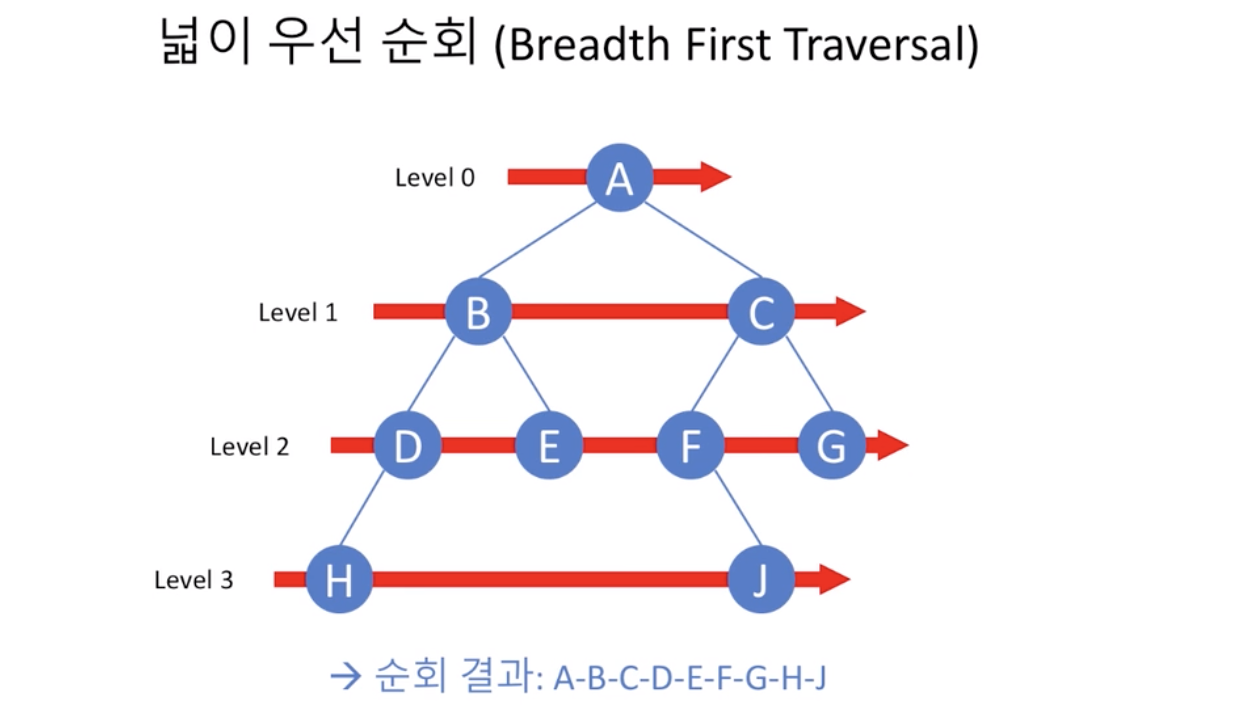 넓이 우선 순회 (Breadth First Traversal)
Level 0
A
Level 1
B
C
Level 2
D
E
F
G
Level 3
H
J
→ 순회 결과: A-B-C-D-E-F-G-H-J